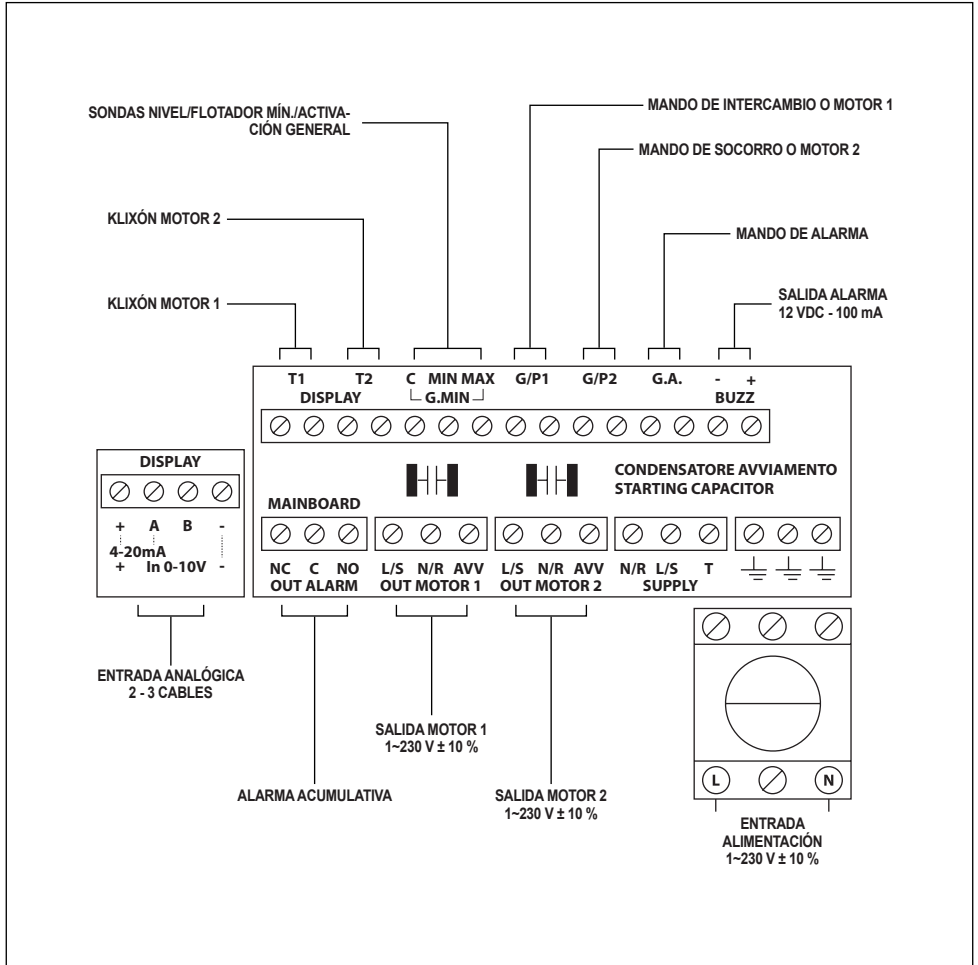 SONDAS NIVEL/FLOTADOR MÍN./ACTIVA-
CIÓN GENERAL
MANDO DE INTERCAMBIO O MOTOR 1
MANDO DE SOCORRO O MOTOR 2
KLIXÓN MOTOR 2
MANDO DE ALARMA
KLIXÓN MOTOR 1
SALIDA ALARMA
12 VDC - 100 mA
T1 T2 C MIN MAX G/P1 G/P2 G.A. - +
DISPLAY G.MIN BUZZ
DISPLAY
+ A B -
4-20mA
+ In 0-10V -
CONDENSATORE AVVIAMENTO
STARTING CAPACITOR
MAINBOARD
NC C NO L/S N/R AVV L/S N/R AVV N/R L/S T
OUT ALARM OUT MOTOR 1 OUT MOTOR 2 SUPPLY
ENTRADA ANALÓGICA
2 - 3 CABLES
SALIDA MOTOR 1
1~230 V ± 10 %
ALARMA ACUMULATIVA
SALIDA MOTOR 2
1~230 V ± 10 %
L N
ENTRADA
ALIMENTACIÓN
1~230 V ± 10 %